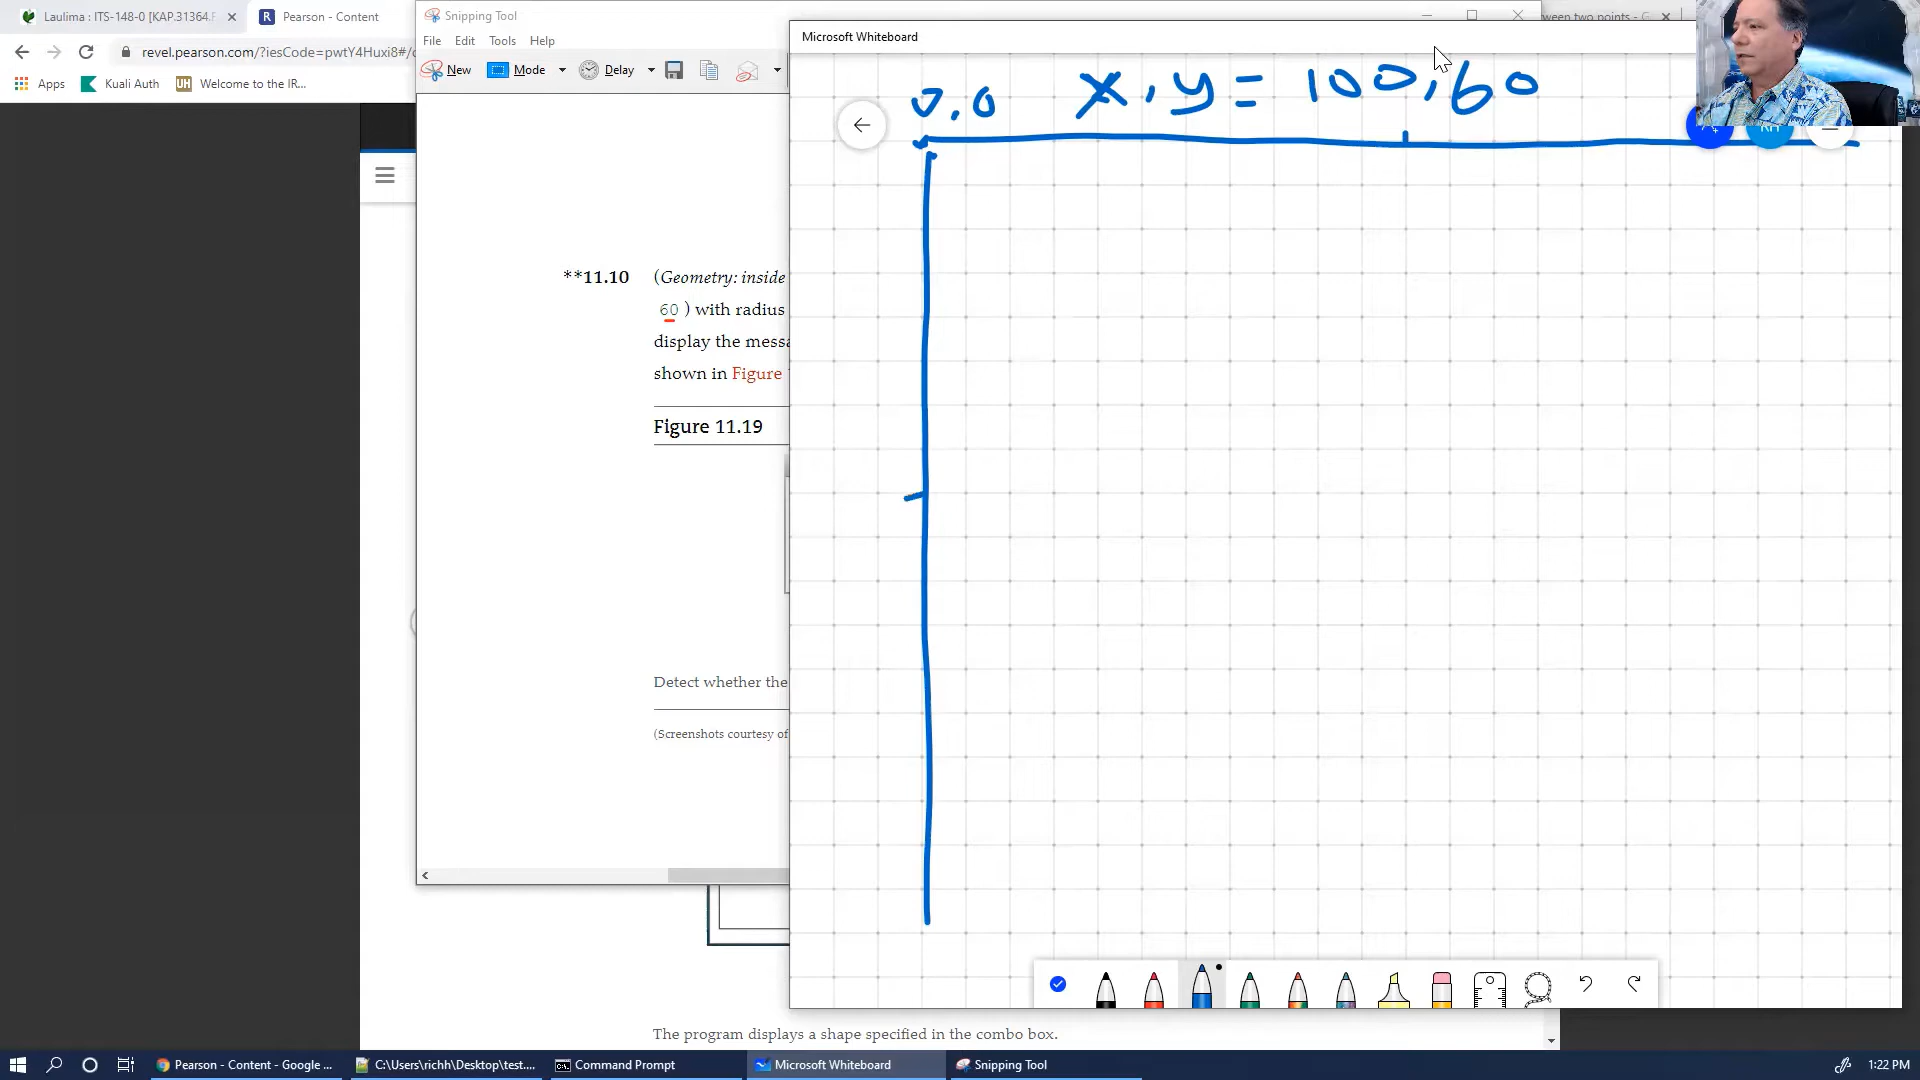 Laulima : ITS-148-0 [KAP.31364.F
Pearson - Content
Snipping Tool
ween two points - G
revel.pearson.com/?iesCode=pwtY4Huxi8#/c
File Edit Tools Help
Microsoft Whiteboard
Apps Kuali Auth UH Welcome to the IR...
New Mode Delay
0,0 x,y = 100,60
**11.10 (Geometry: inside
60 ) with radius
display the messa
shown in Figure
Figure 11.19
Detect whether the
(Screenshots courtesy of
The program displays a shape specified in the combo box.
Pearson - Content - Google ...
C:\Users\richh\Desktop\test....
Command Prompt
Microsoft Whiteboard
Snipping Tool
1:22 PM